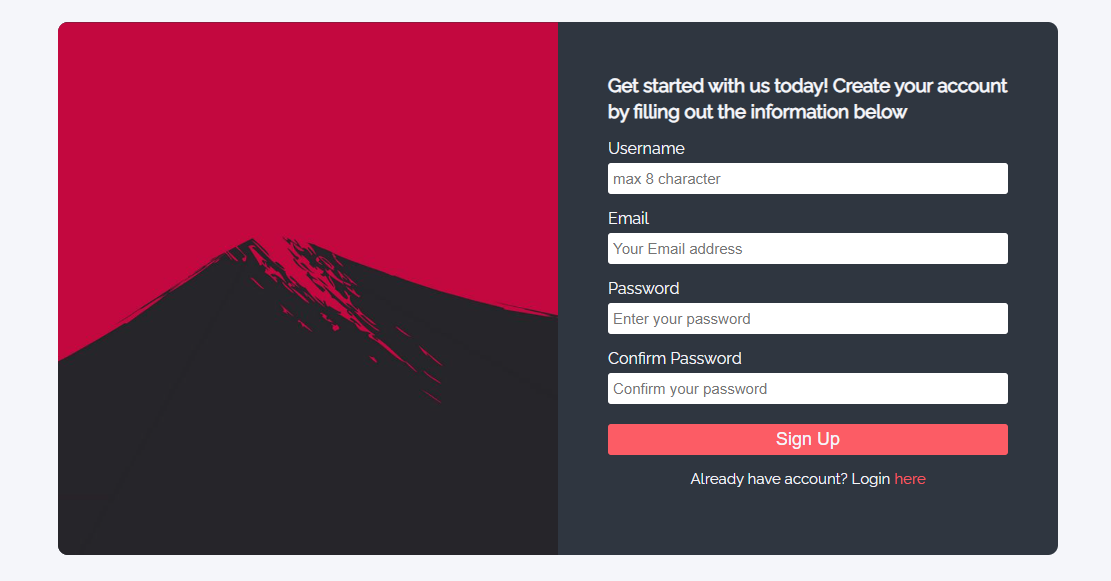 Get started with us today! Create your account
by filling out the information below
Username
max 8 character
Email
Your Email address
Password
Enter your password
Confirm Password
Confirm your password
Sign Up
Already have account? Login here